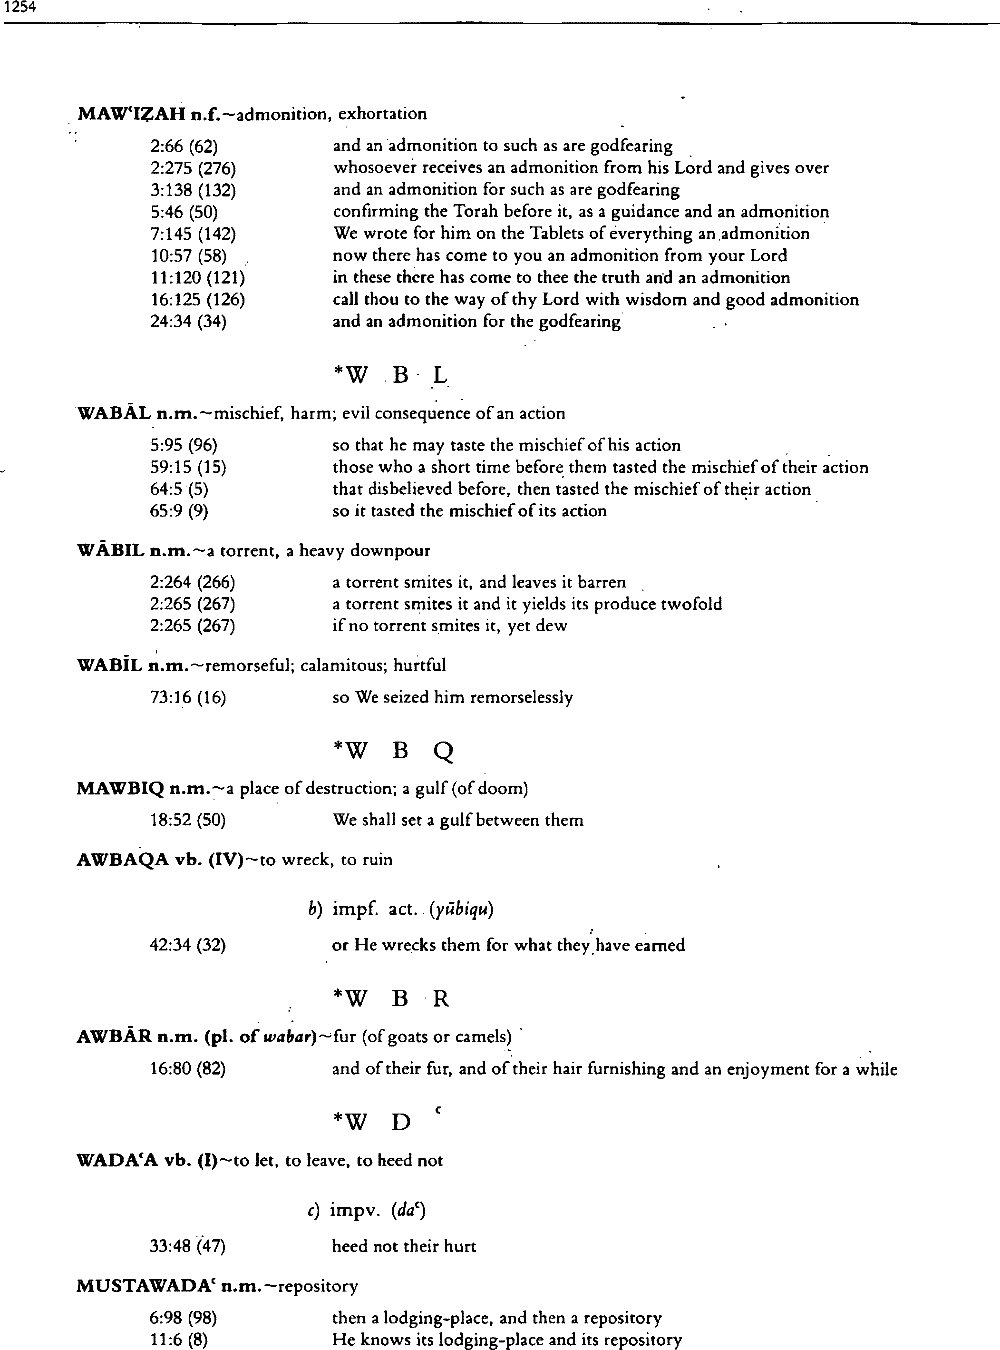 1254
MAWʿIẒAH n.f.~admonition, exhortation
2:66 (62) and an admonition to such as are godfearing
2:275 (276) whosoever receives an admonition from his Lord and gives over
3:138 (132) and an admonition for such as are godfearing
5:46 (50) confirming the Torah before it, as a guidance and an admonition
7:145 (142) We wrote for him on the Tablets of everything an admonition
10:57 (58) now there has come to you an admonition from your Lord
11:120 (121) in these there has come to thee the truth and an admonition
16:125 (126) call thou to the way of thy Lord with wisdom and good admonition
24:34 (34) and an admonition for the godfearing
*W B L
WABĀL n.m.~mischief, harm; evil consequence of an action
5:95 (96) so that he may taste the mischief of his action
59:15 (15) those who a short time before them tasted the mischief of their action
64:5 (5) that disbelieved before, then tasted the mischief of their action
65:9 (9) so it tasted the mischief of its action
WĀBIL n.m.~a torrent, a heavy downpour
2:264 (266) a torrent smites it, and leaves it barren
2:265 (267) a torrent smites it and it yields its produce twofold
2:265 (267) if no torrent smites it, yet dew
WABĪL n.m.~remorseful; calamitous; hurtful
73:16 (16) so We seized him remorselessly
*W B Q
MAWBIQ n.m.~a place of destruction; a gulf (of doom)
18:52 (50) We shall set a gulf between them
AWBAQA vb. (IV)~to wreck, to ruin
b) impf. act. (yūbiqu)
42:34 (32) or He wrecks them for what they have earned
*W B R
AWBĀR n.m. (pl. of wabar)~fur (of goats or camels)
16:80 (82) and of their fur, and of their hair furnishing and an enjoyment for a while
*W D ʿ
WADAʿA vb. (I)~to let, to leave, to heed not
c) impv. (daʿ)
33:48 (47) heed not their hurt
MUSTAWADAʿ n.m.~repository
6:98 (98) then a lodging-place, and then a repository
11:6 (8) He knows its lodging-place and its repository